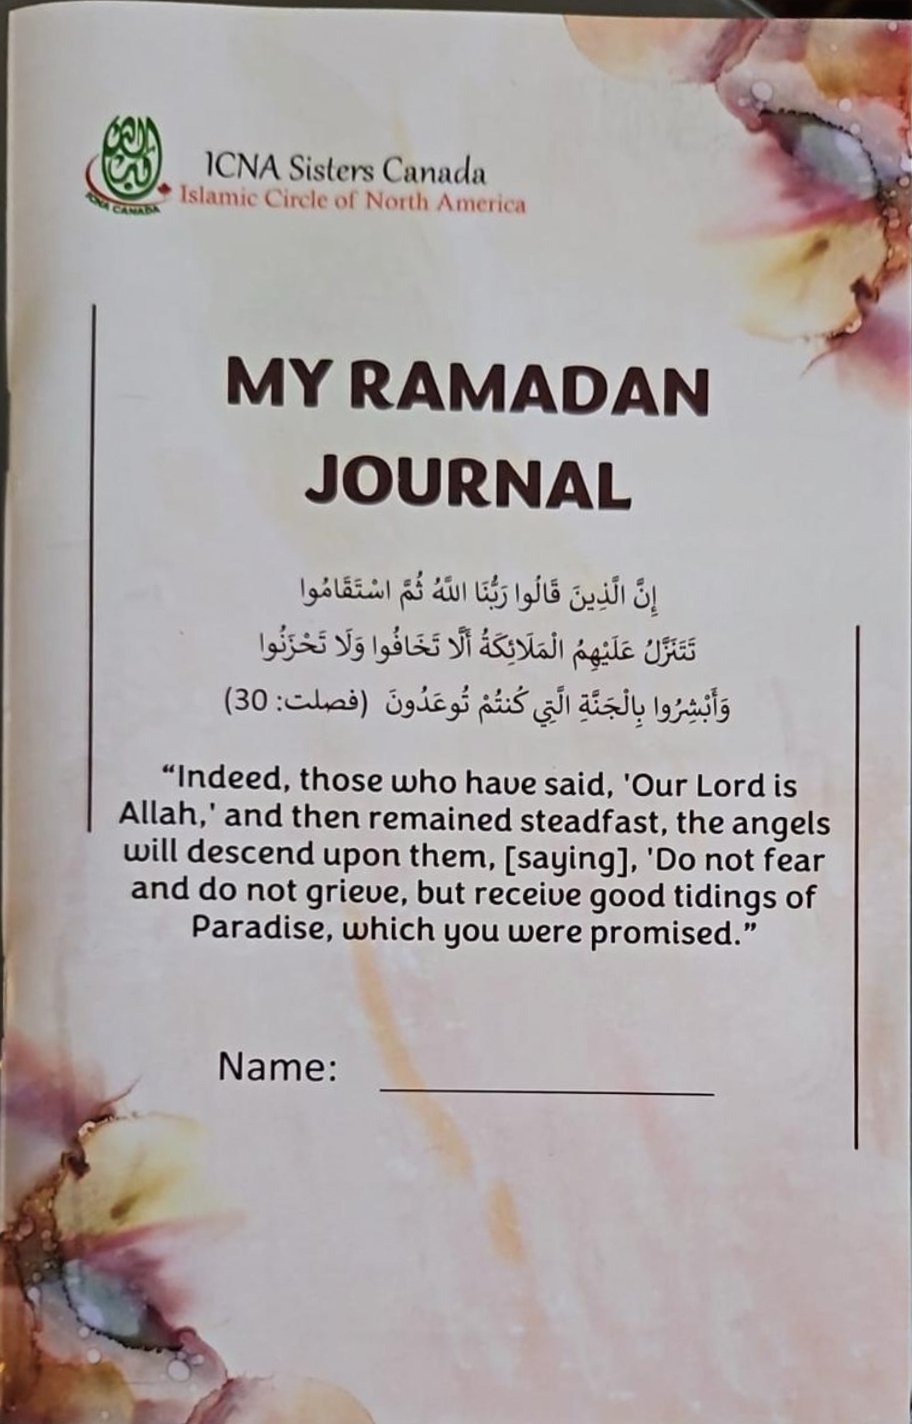 ICNA CANADA
ICNA Sisters Canada
Islamic Circle of North America
MY RAMADAN
JOURNAL
إِنَّ الَّذِينَ قَالُوا رَبُّنَا اللَّهُ ثُمَّ اسْتَقَامُوا
تَتَنَزَّلُ عَلَيْهِمُ الْمَلَائِكَةُ أَلَّا تَخَافُوا وَلَا تَحْزَنُوا
وَأَبْشِرُوا بِالْجَنَّةِ الَّتِي كُنتُمْ تُوعَدُونَ (فصلت: 30)
“Indeed, those who have said, 'Our Lord is
Allah,' and then remained steadfast, the angels
will descend upon them, [saying], 'Do not fear
and do not grieve, but receive good tidings of
Paradise, which you were promised.”
Name: